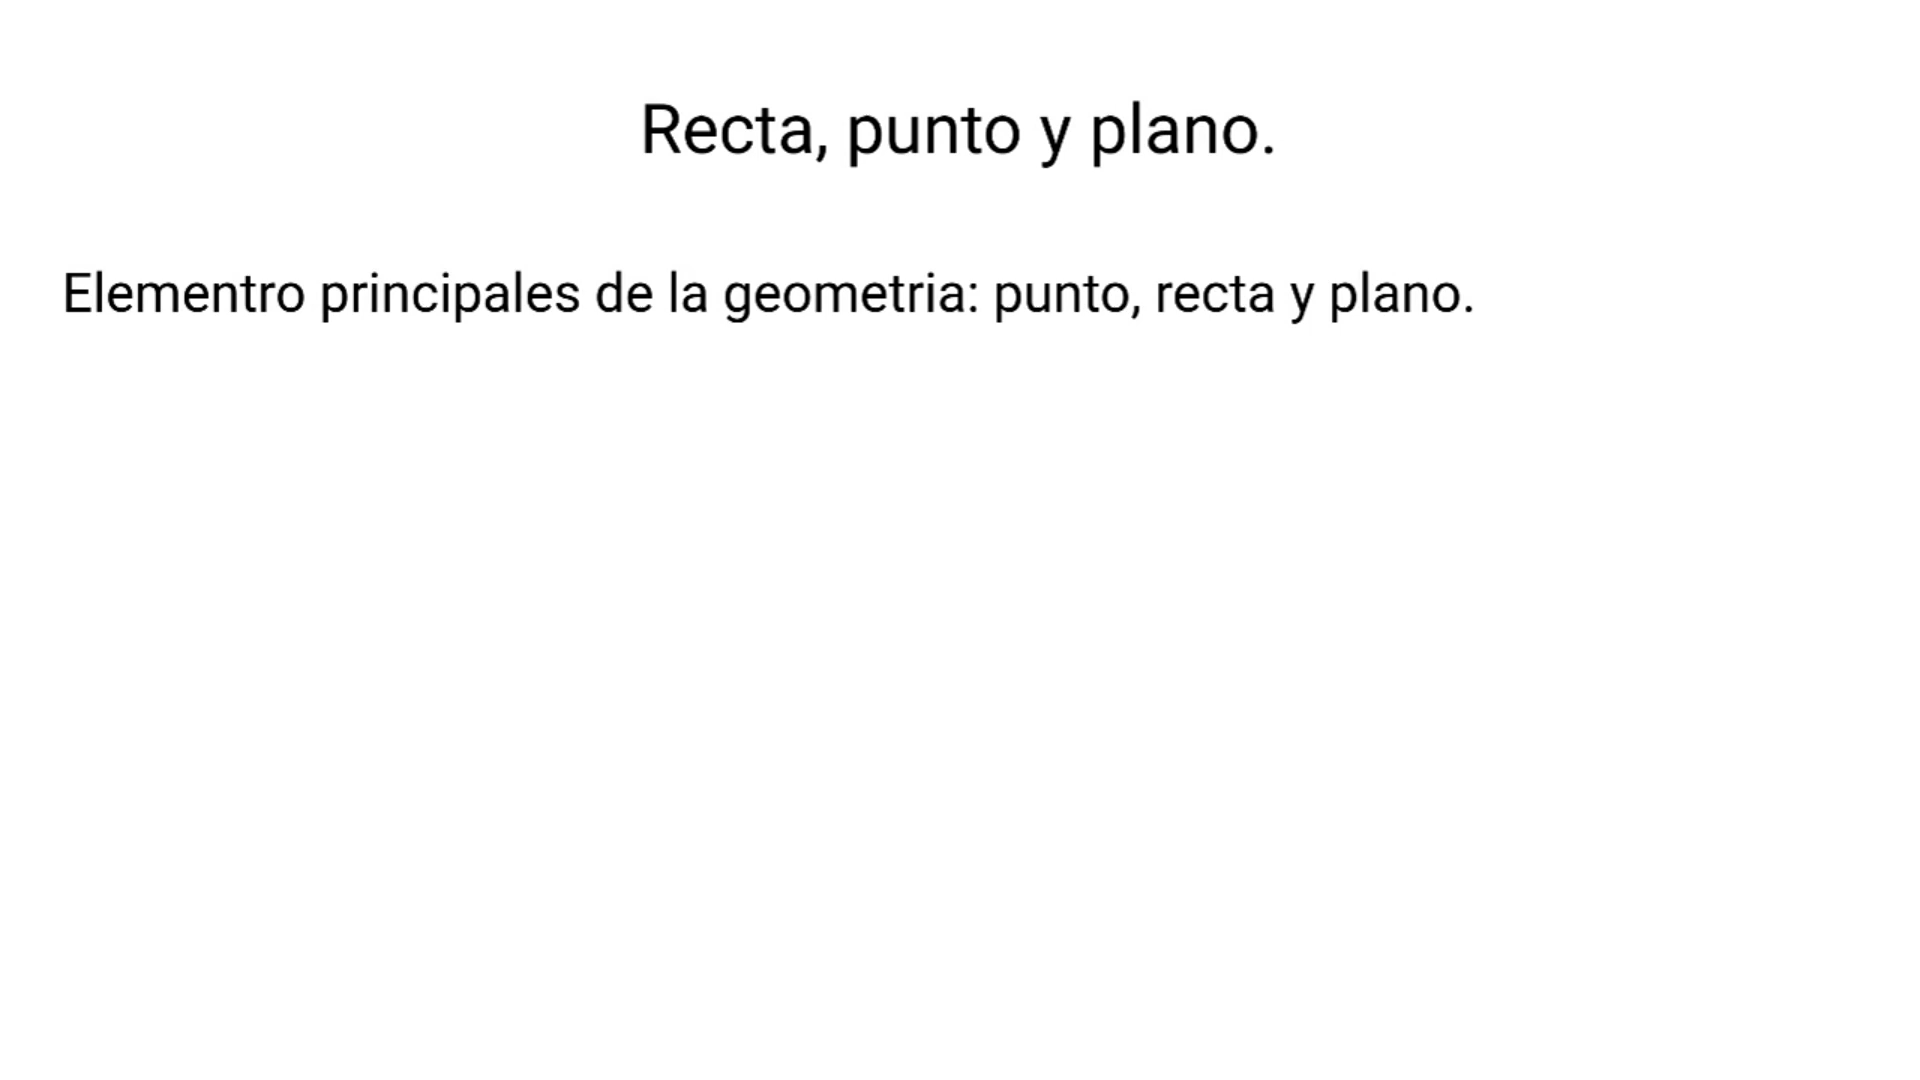 Recta, punto y plano.
Elementro principales de la geometria: punto, recta y plano.